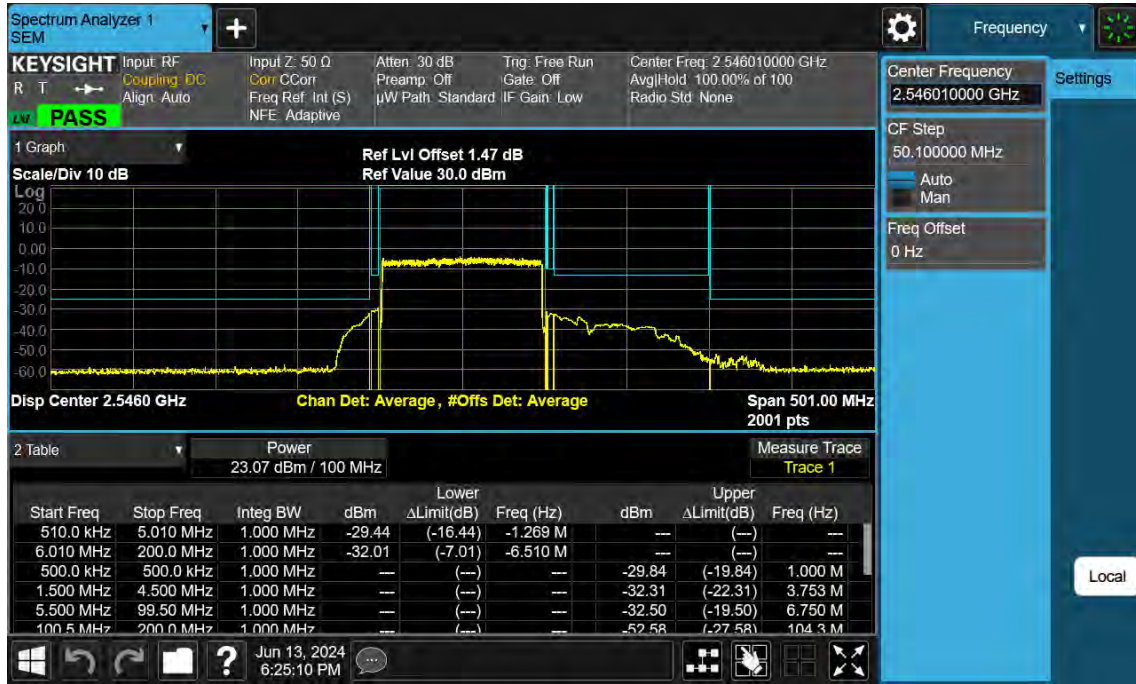 Spectrum Analyzer 1
SEM
Frequency
KEYSIGHT
R T
LXI
PASS
Input: RF
Coupling: DC
Align: Auto
Input Z: 50 Ω
Corr CCorr
Freq Ref: Int (S)
NFE: Adaptive
Atten: 30 dB
Preamp: Off
µW Path: Standard
Trig: Free Run
Gate: Off
IF Gain: Low
Center Freq: 2.546010000 GHz
Avg|Hold: 100.00% of 100
Radio Std: None
Center Frequency
2.546010000 GHz
Settings
CF Step
50.100000 MHz
Auto
Man
Freq Offset
0 Hz
Local
1 Graph
Scale/Div 10 dB
Ref Lvl Offset 1.47 dB
Ref Value 30.0 dBm
Log
20.0
10.0
0.00
-10.0
-20.0
-30.0
-40.0
-50.0
-60.0
Disp Center 2.5460 GHz
Chan Det: Average, #Offs Det: Average
Span 501.00 MHz
2001 pts
2 Table
Power
23.07 dBm / 100 MHz
Measure Trace
Trace 1
Lower Upper
Start Freq Stop Freq Integ BW dBm ΔLimit(dB) Freq (Hz) dBm ΔLimit(dB) Freq (Hz)
510.0 kHz 5.010 MHz 1.000 MHz -29.44 (-16.44) -1.269 M --- (---) ---
6.010 MHz 200.0 MHz 1.000 MHz -32.01 (-7.01) -6.510 M --- (---) ---
500.0 kHz 500.0 kHz 1.000 MHz --- (---) --- -29.84 (-19.84) 1.000 M
1.500 MHz 4.500 MHz 1.000 MHz --- (---) --- -32.31 (-22.31) 3.753 M
5.500 MHz 99.50 MHz 1.000 MHz --- (---) --- -32.50 (-19.50) 6.750 M
100.5 MHz 200.0 MHz 1.000 MHz --- (---) --- -52.58 (-27.58) 104.3 M
?
Jun 13, 2024
6:25:10 PM